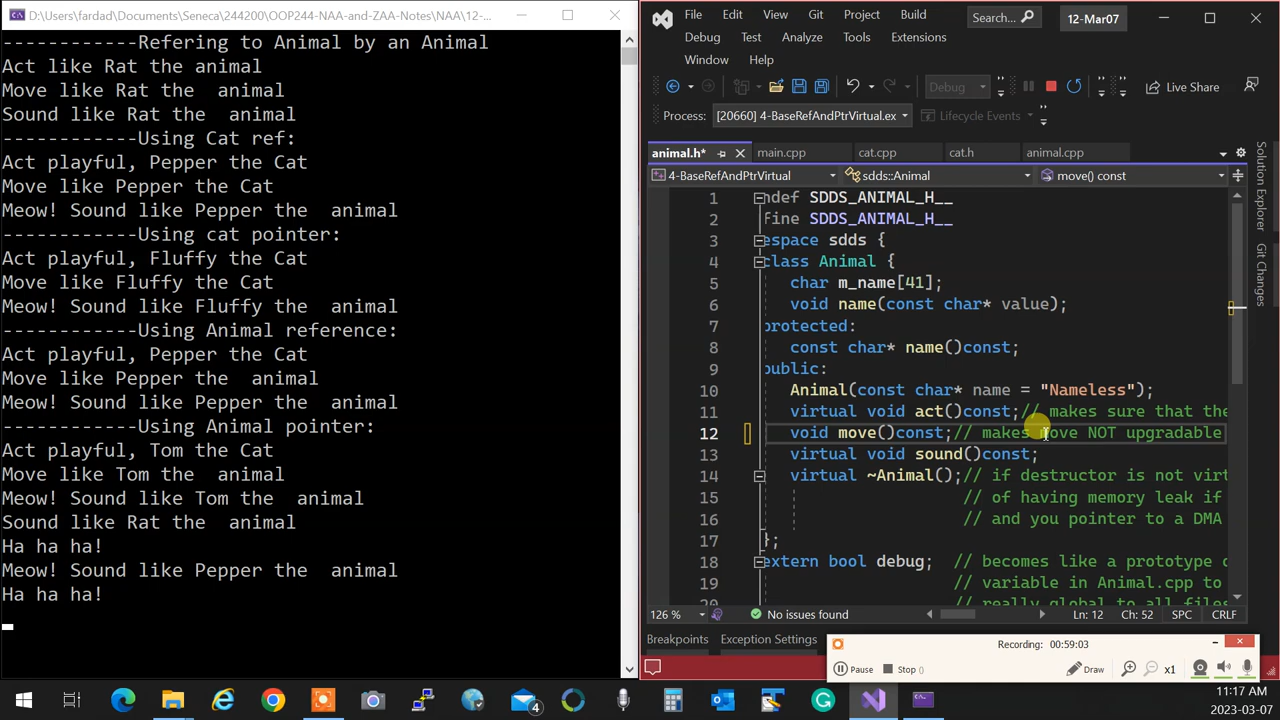 D:\Users\fardad\Documents\Seneca\244200\OOP244-NAA-and-ZAA-Notes\NAA\12-...
------------Refering to Animal by an Animal
Act like Rat the animal
Move like Rat the  animal
Sound like Rat the  animal
------------Using Cat ref:
Act playful, Pepper the Cat
Move like Pepper the Cat
Meow! Sound like Pepper the  animal
------------Using cat pointer:
Act playful, Fluffy the Cat
Move like Fluffy the Cat
Meow! Sound like Fluffy the  animal
------------Using Animal reference:
Act playful, Pepper the Cat
Move like Pepper the  animal
Meow! Sound like Pepper the  animal
------------Using Animal pointer:
Act playful, Tom the Cat
Move like Tom the  animal
Meow! Sound like Tom the  animal
Sound like Rat the  animal
Ha ha ha!
Meow! Sound like Pepper the  animal
Ha ha ha!
File Edit View Git Project Build Search... 12-Mar07
Debug Test Analyze Tools Extensions
Window Help
Debug Live Share
Process: [20660] 4-BaseRefAndPtrVirtual.ex Lifecycle Events
animal.h* main.cpp cat.cpp cat.h animal.cpp
4-BaseRefAndPtrVirtual sdds::Animal move() const
1 ndef SDDS_ANIMAL_H__
2 fine SDDS_ANIMAL_H__
3 espace sdds {
4 class Animal {
5 char m_name[41];
6 void name(const char* value);
7 protected:
8 const char* name()const;
9 public:
10 Animal(const char* name = "Nameless");
11 virtual void act()const;// makes sure that the
12 void move()const;// makes move NOT upgradable
13 virtual void sound()const;
14 virtual ~Animal();// if destructor is not virt
15 // of having memory leak if
16 // and you pointer to a DMA
17 };
18 extern bool debug;  // becomes like a prototype o
19 // variable in Animal.cpp to
20 // really global to all files
126 % No issues found Ln: 12 Ch: 52 SPC CRLF
Breakpoints Exception Settings
Solution Explorer
Git Changes
Recording: 00:59:03
Pause Stop () Draw x1
4
11:17 AM
2023-03-07